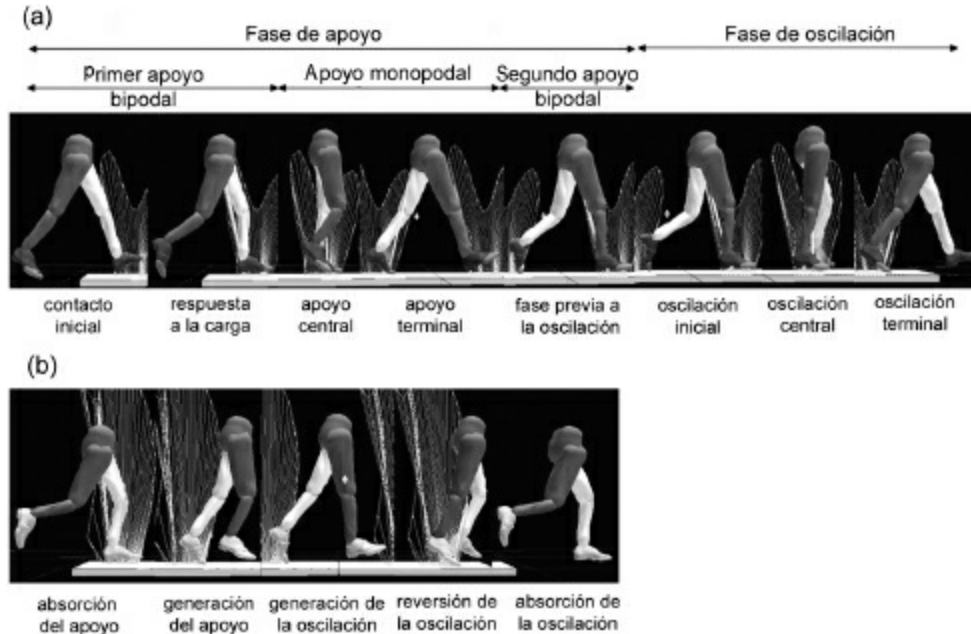 (a)
Fase de apoyo Fase de oscilación
Primer apoyo Apoyo monopodal Segundo apoyo
bipodal bipodal
contacto respuesta apoyo apoyo fase previa a oscilación oscilación oscilación
inicial a la carga central terminal la oscilación inicial central terminal
(b)
absorción generación generación de reversión de absorción de
del apoyo del apoyo la oscilación la oscilación la oscilación